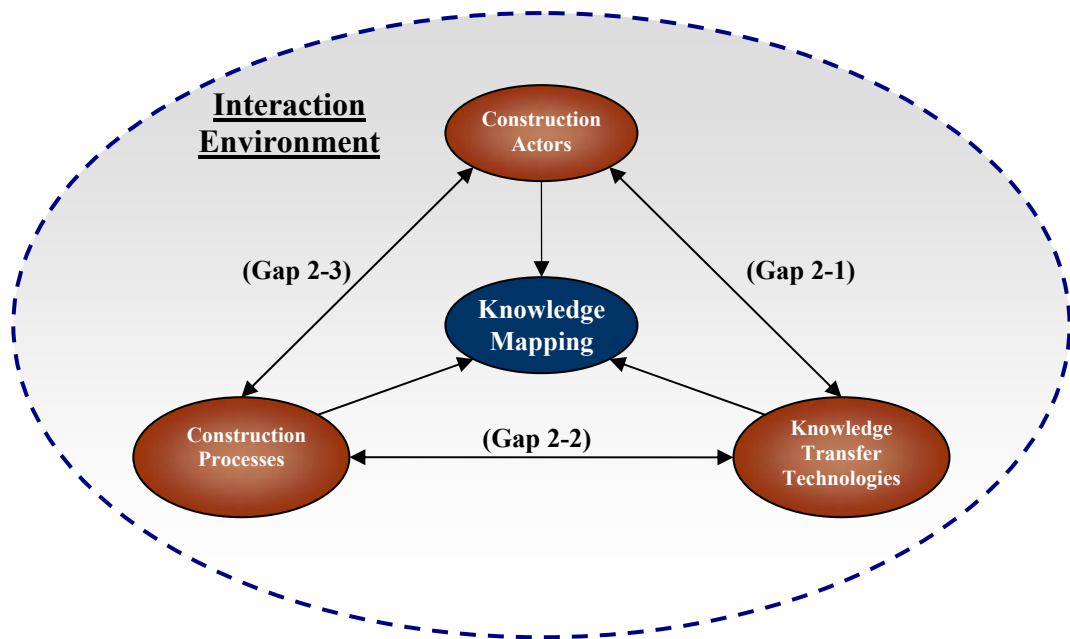 Interaction
Environment
Construction
Actors
(Gap 2-3)
(Gap 2-1)
Knowledge
Mapping
Construction
Processes
(Gap 2-2)
Knowledge
Transfer
Technologies